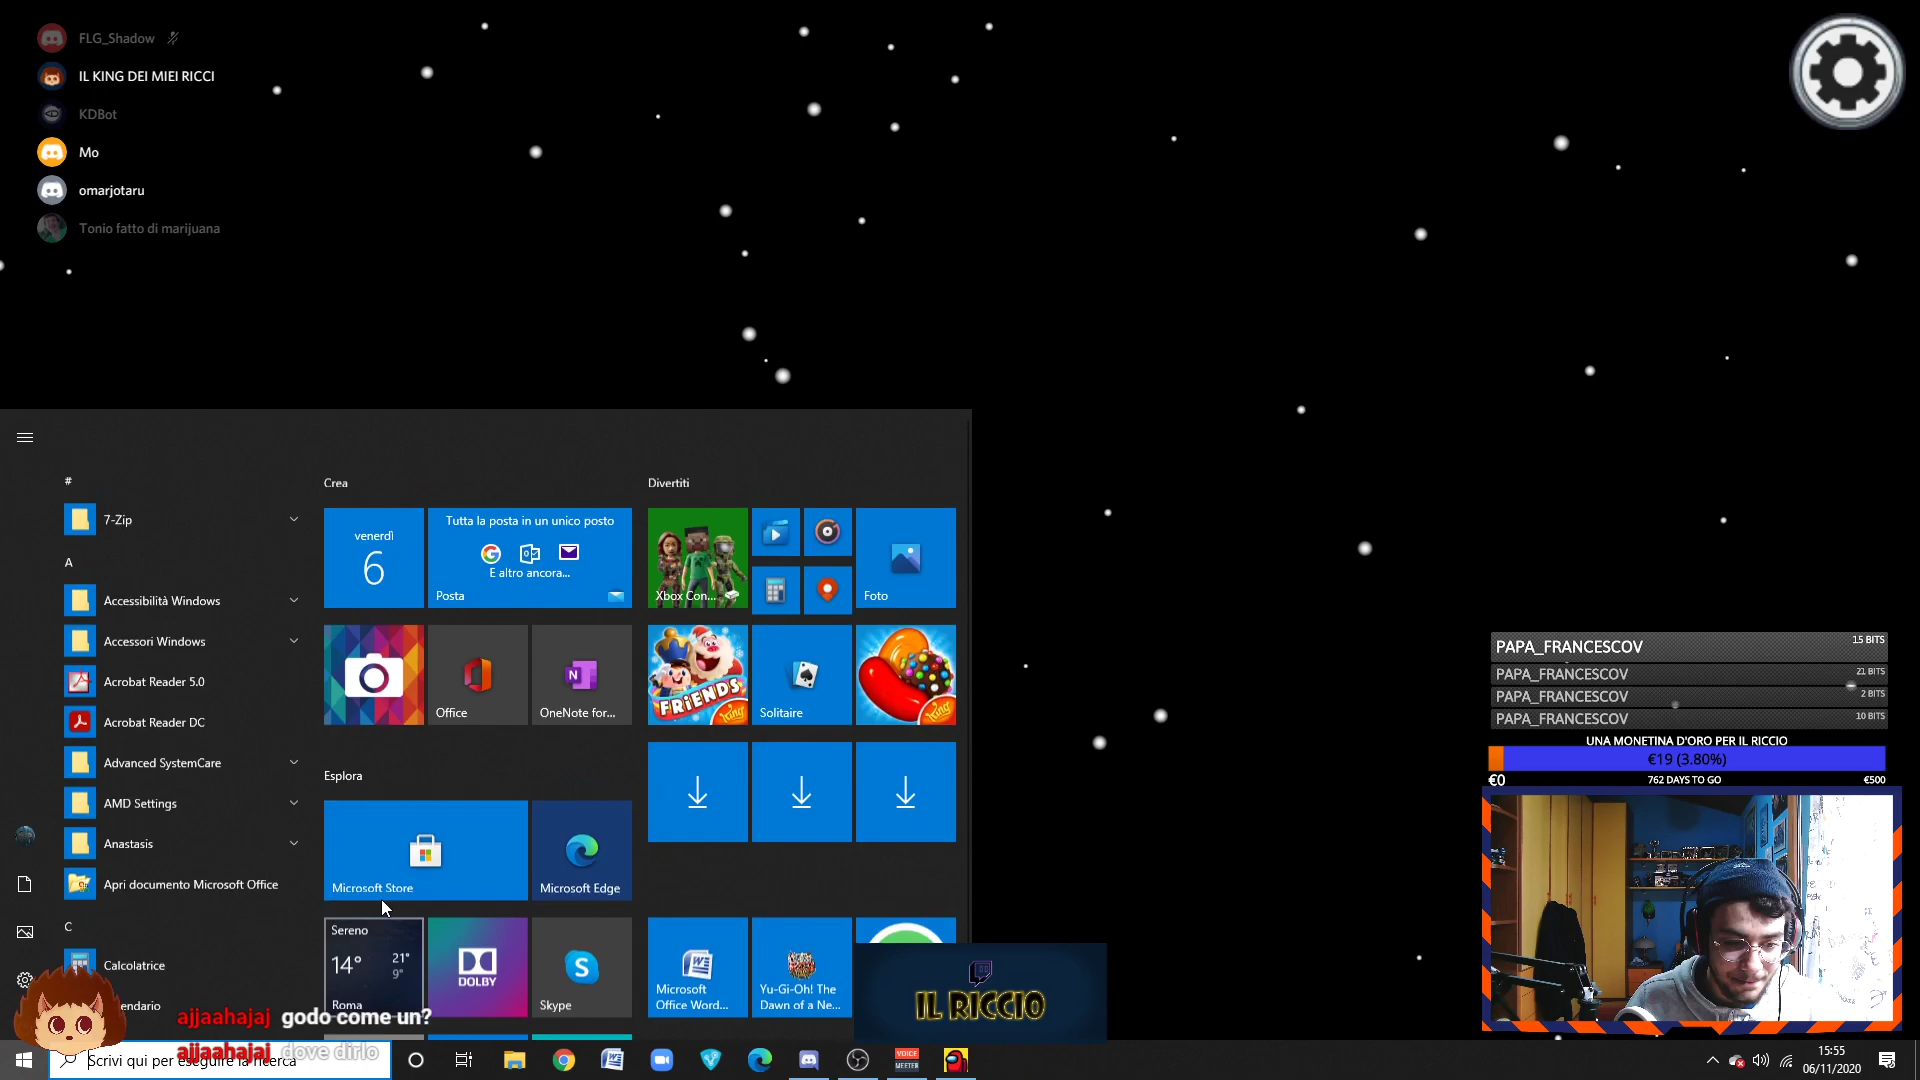 FLG_Shadow
IL KING DEI MIEI RICCI
KDBot
Mo
omarjotaru
Tonio fatto di marijuana
#
7-Zip
A
Accessibilità Windows
Accessori Windows
Acrobat Reader 5.0
Acrobat Reader DC
Advanced SystemCare
AMD Settings
Anastasis
Apri documento Microsoft Office
C
Calcolatrice
endario
Crea
venerdì
6
Tutta la posta in un unico posto
E altro ancora...
Posta
Office
OneNote for...
Esplora
Microsoft Store
Microsoft Edge
Sereno
14°
21°
9°
Roma
DOLBY
Skype
Divertiti
Xbox Con...
Foto
FRIENDS
King
Solitaire
King
Microsoft
Office Word...
Yu-Gi-Oh! The
Dawn of a Ne...
IL RICCIO
ajjaahajaj godo come un?
ajjaahajaj dove dirlo
Scrivi qui per eseguire la ricerca
VOICE
MEETER
PAPA_FRANCESCOV 15 BITS
PAPA_FRANCESCOV 21 BITS
PAPA_FRANCESCOV 2 BITS
PAPA_FRANCESCOV 10 BITS
UNA MONETINA D'ORO PER IL RICCIO
€19 (3.80%)
€0 762 DAYS TO GO €500
15:55
06/11/2020